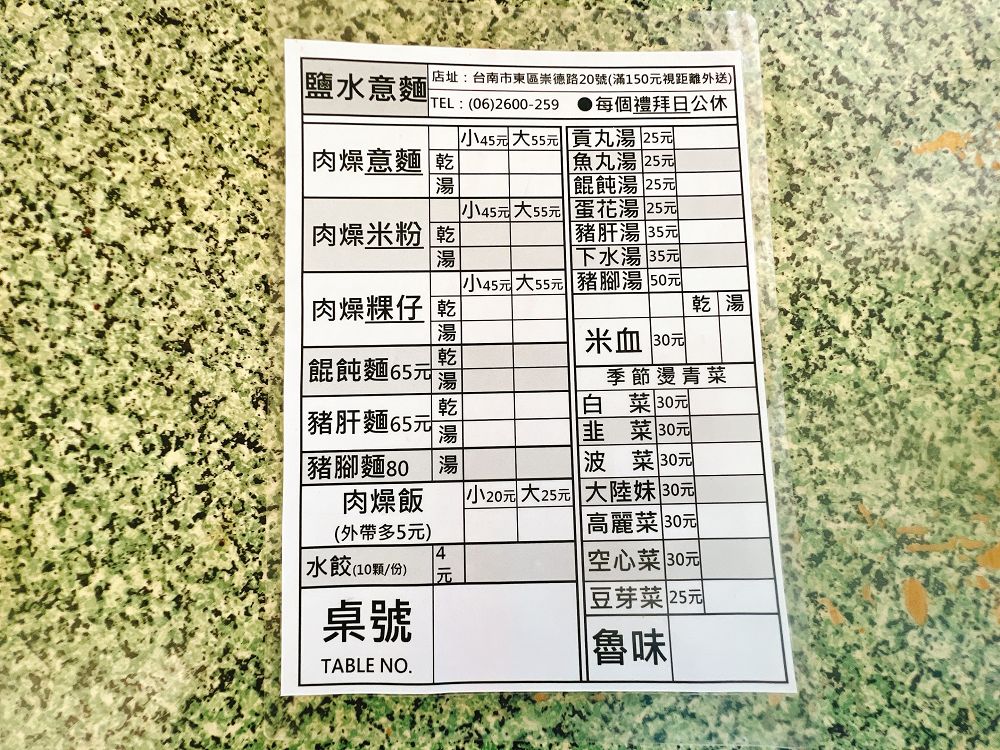 鹽水意麵
店址：台南市東區崇德路20號(滿150元視距離外送)
TEL：(06)2600-259 ●每個禮拜日公休
肉燥意麵
小45元 大55元
乾
湯
肉燥米粉
小45元 大55元
乾
湯
肉燥粿仔
小45元 大55元
乾
湯
餛飩麵65元
乾
湯
豬肝麵65元
乾
湯
豬腳麵80 湯
肉燥飯
(外帶多5元)
小20元 大25元
水餃(10顆/份) 4元
桌號
TABLE NO.
貢丸湯 25元
魚丸湯 25元
餛飩湯 25元
蛋花湯 25元
豬肝湯 35元
下水湯 35元
豬腳湯 50元
乾 湯
米血 30元
季節燙青菜
白菜 30元
韭菜 30元
波菜 30元
大陸妹 30元
高麗菜 30元
空心菜 30元
豆芽菜 25元
魯味